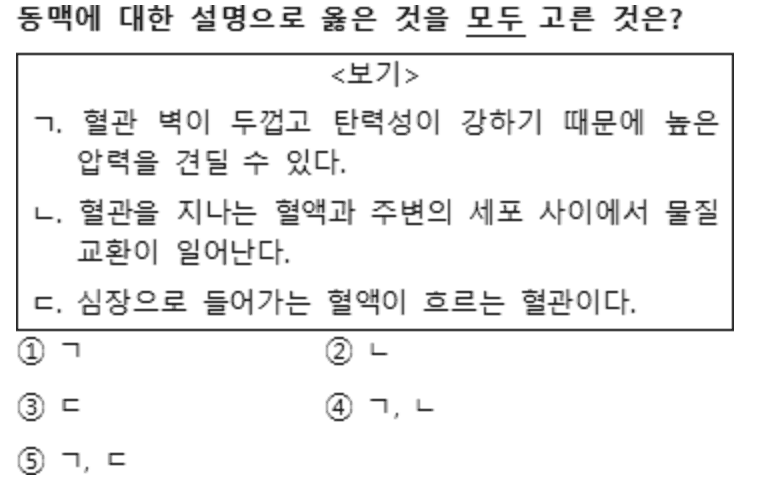 동맥에 대한 설명으로 옳은 것을 모두 고른 것은?
<보기>
ㄱ. 혈관 벽이 두껍고 탄력성이 강하기 때문에 높은
압력을 견딜 수 있다.
ㄴ. 혈관을 지나는 혈액과 주변의 세포 사이에서 물질
교환이 일어난다.
ㄷ. 심장으로 들어가는 혈액이 흐르는 혈관이다.
① ㄱ ② ㄴ
③ ㄷ ④ ㄱ, ㄴ
⑤ ㄱ, ㄷ